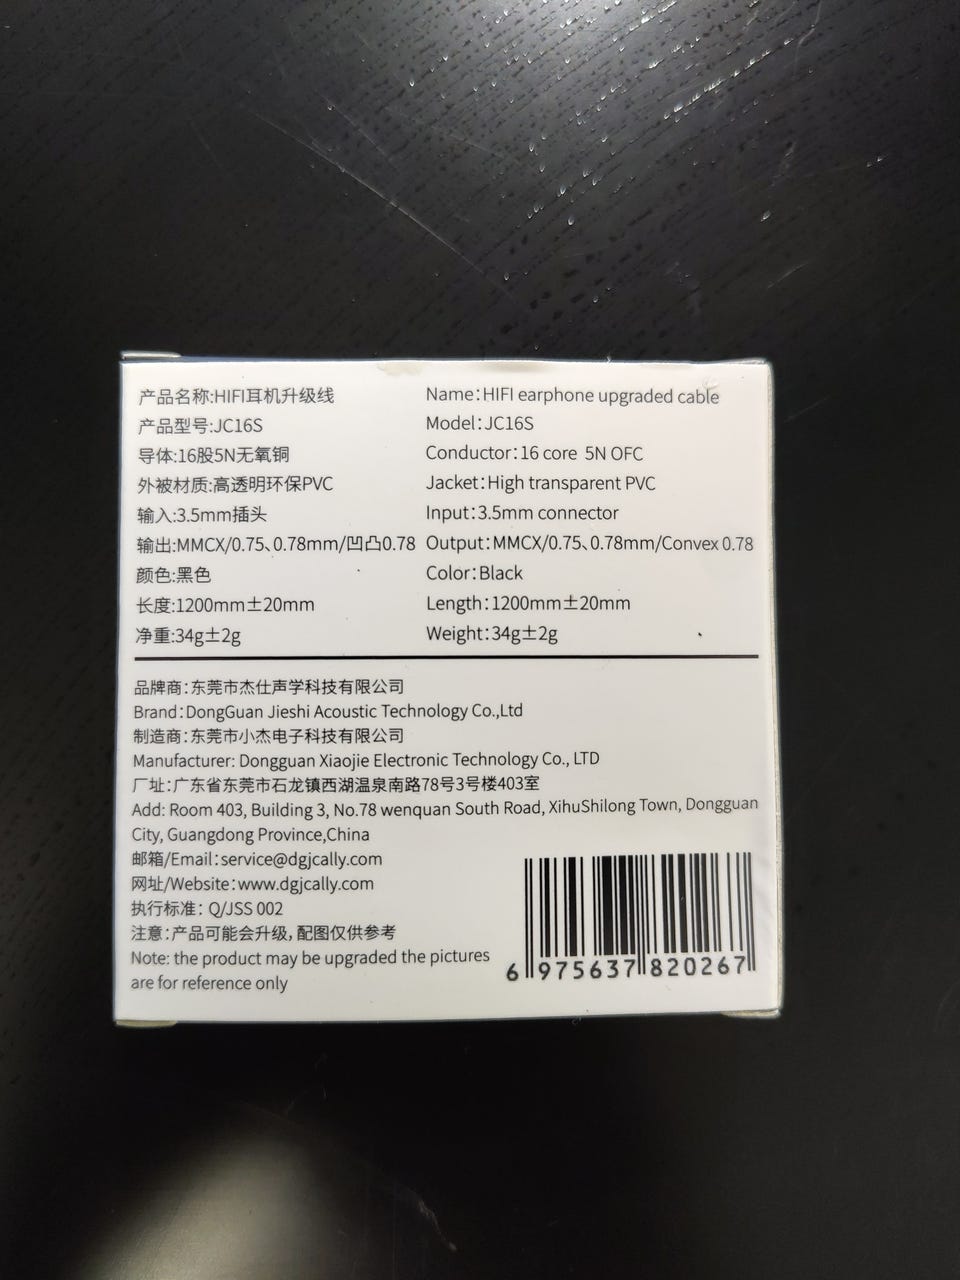 产品名称:HIFI耳机升级线
产品型号:JC16S
导体:16股5N无氧铜
外被材质:高透明环保PVC
输入:3.5mm插头
输出:MMCX/0.75、0.78mm/凹凸0.78
颜色:黑色
长度:1200mm±20mm
净重:34g±2g
Name:HIFI earphone upgraded cable
Model:JC16S
Conductor:16 core 5N OFC
Jacket:High transparent PVC
Input:3.5mm connector
Output:MMCX/0.75、0.78mm/Convex 0.78
Color:Black
Length:1200mm±20mm
Weight:34g±2g
品牌商:东莞市杰仕声学科技有限公司
Brand:DongGuan Jieshi Acoustic Technology Co.,Ltd
制造商:东莞市小杰电子科技有限公司
Manufacturer: Dongguan Xiaojie Electronic Technology Co., LTD
厂址:广东省东莞市石龙镇西湖温泉南路78号3号楼403室
Add: Room 403, Building 3, No.78 wenquan South Road, XihuShilong Town, Dongguan
City, Guangdong Province,China
邮箱/Email:service@dgjcally.com
网址/Website:www.dgjcally.com
执行标准: Q/JSS 002
注意:产品可能会升级,配图仅供参考
Note: the product may be upgraded the pictures
are for reference only
6 975637 820267